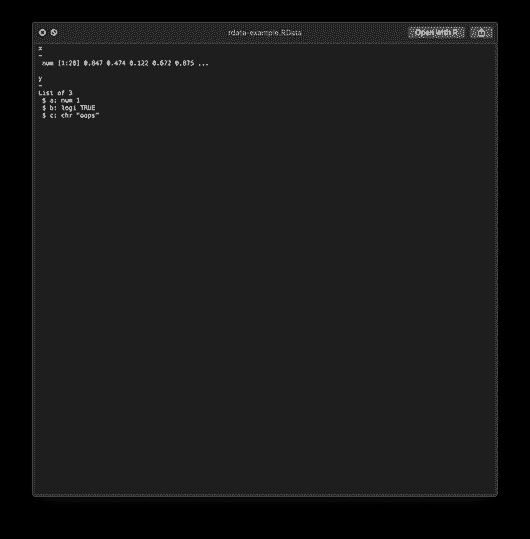 rdata-example.RData
Open with R
x
-
num [1:20] 0.847 0.474 0.122 0.672 0.875 ...
y
-
List of 3
$ a: num 1
$ b: logi TRUE
$ c: chr "oops"